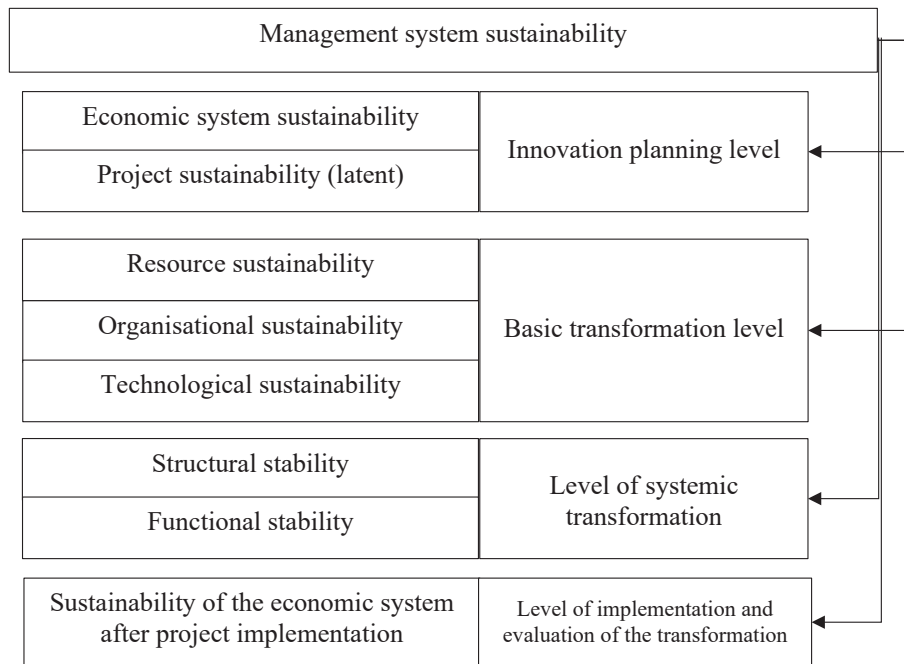 Management system sustainability
Economic system sustainability
Project sustainability (latent)
Innovation planning level
Resource sustainability
Organisational sustainability
Technological sustainability
Basic transformation level
Structural stability
Functional stability
Level of systemic
transformation
Sustainability of the economic system
after project implementation
Level of implementation and
evaluation of the transformation